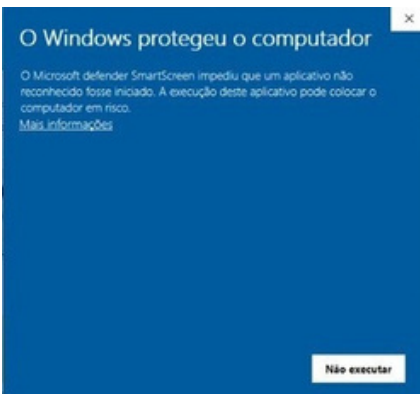 O Windows protegeu o computador
O Microsoft defender SmartScreen impediu que um aplicativo não
reconhecido fosse iniciado. A execução deste aplicativo pode colocar o
computador em risco.
Mais informações
Não executar